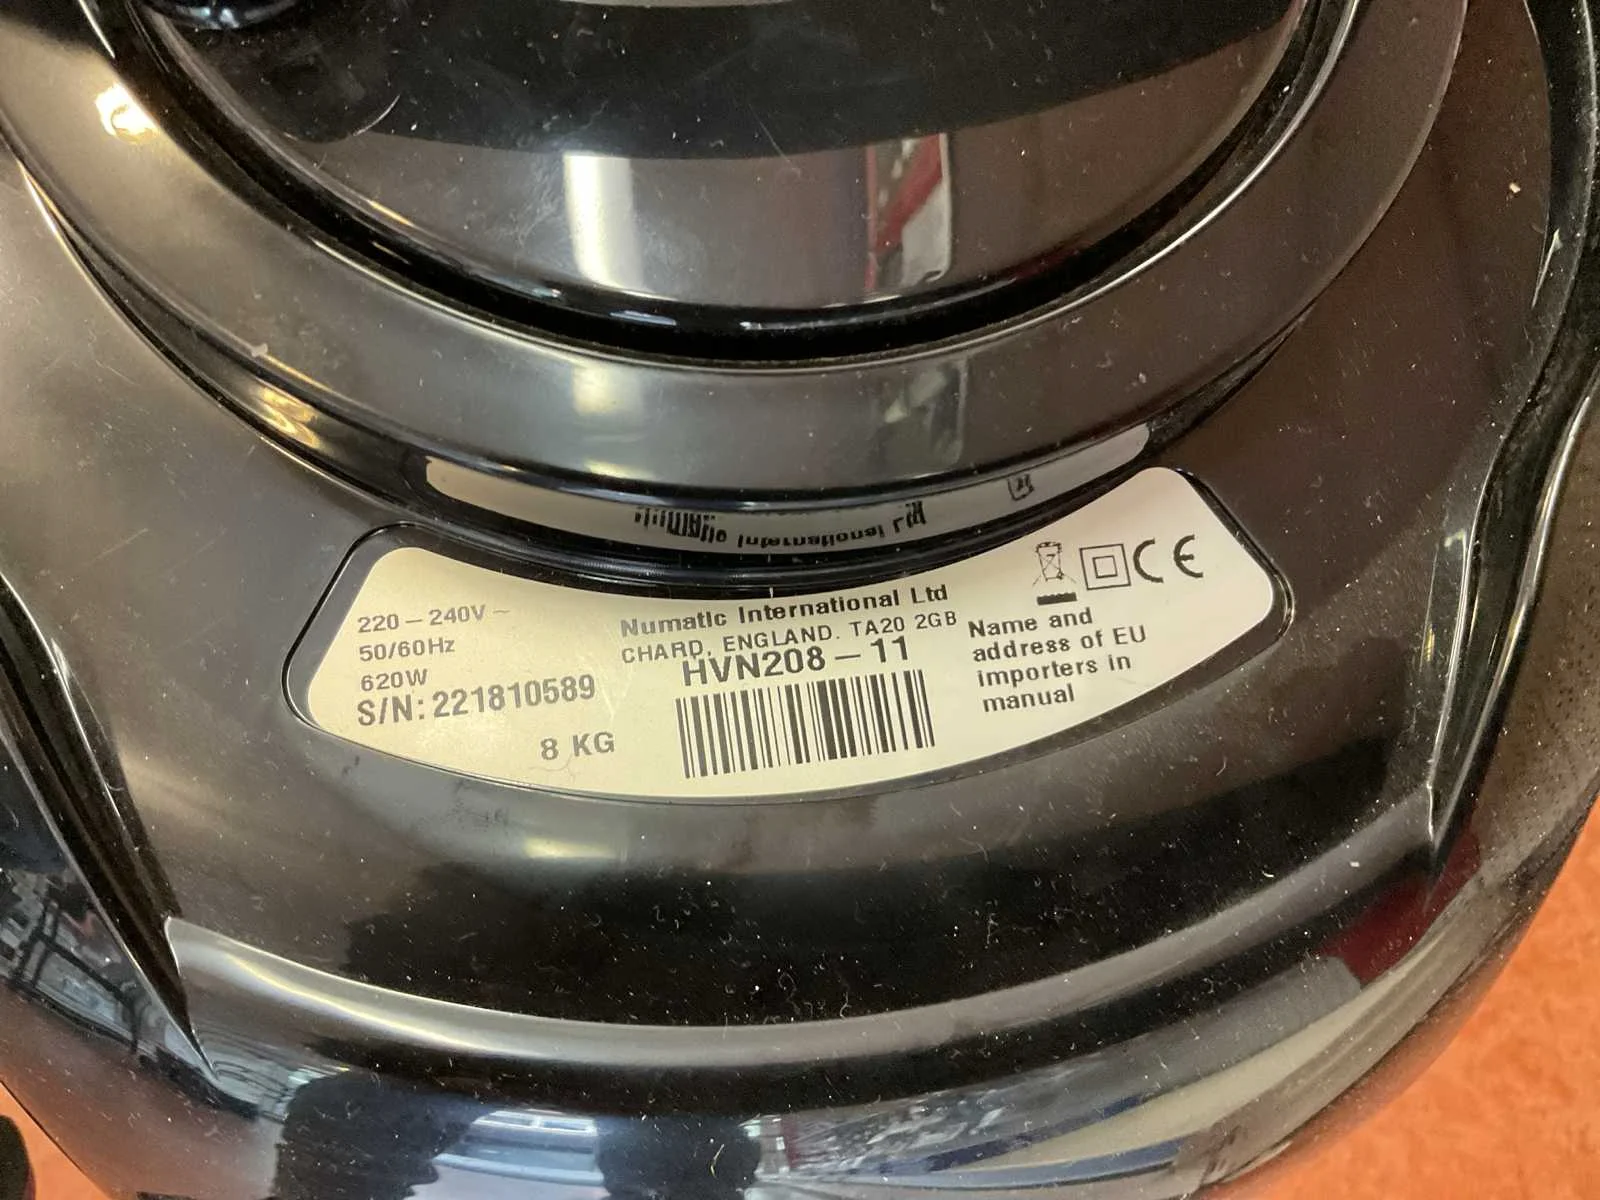 220 – 240V ~
50/60Hz
620W
S/N: 221810589
8 KG
Numatic International Ltd
CHARD, ENGLAND. TA20 2GB
HVN208 – 11
CE
Name and
address of EU
importers in
manual